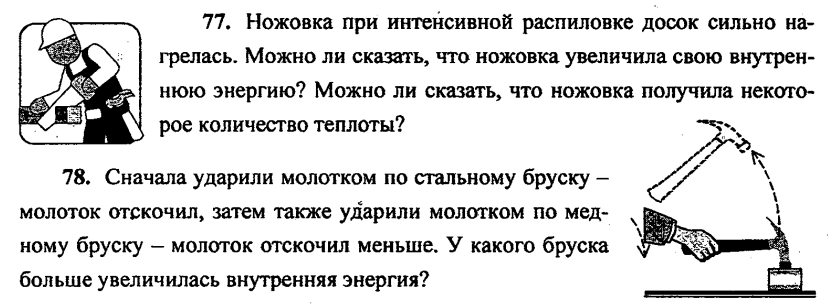 77. Ножовка при интенсивной распиловке досок сильно на-
грелась. Можно ли сказать, что ножовка увеличила свою внутрен-
нюю энергию? Можно ли сказать, что ножовка получила некото-
рое количество теплоты?
78. Сначала ударили молотком по стальному бруску –
молоток отскочил, затем также ударили молотком по мед-
ному бруску – молоток отскочил меньше. У какого бруска
больше увеличилась внутренняя энергия?